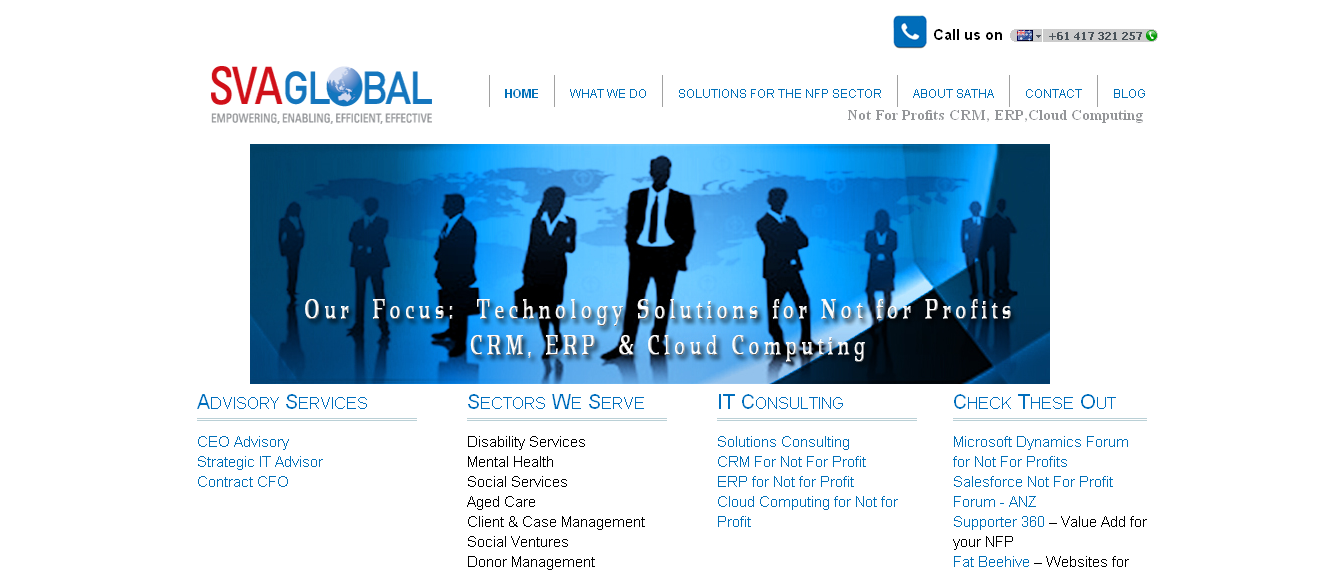 Call us on +61 417 321 257
SVAGLOBAL
EMPOWERING, ENABLING, EFFICIENT, EFFECTIVE
HOME
WHAT WE DO
SOLUTIONS FOR THE NFP SECTOR
ABOUT SATHA
CONTACT
BLOG
Not For Profits CRM, ERP,Cloud Computing
Our Focus: Technology Solutions for Not for Profits
CRM, ERP & Cloud Computing
Advisory Services
CEO Advisory
Strategic IT Advisor
Contract CFO
Sectors We Serve
Disability Services
Mental Health
Social Services
Aged Care
Client & Case Management
Social Ventures
Donor Management
IT Consulting
Solutions Consulting
CRM For Not For Profit
ERP for Not for Profit
Cloud Computing for Not for
Profit
Check These Out
Microsoft Dynamics Forum
for Not For Profits
Salesforce Not For Profit
Forum - ANZ
Supporter 360 – Value Add for
your NFP
Fat Beehive – Websites for